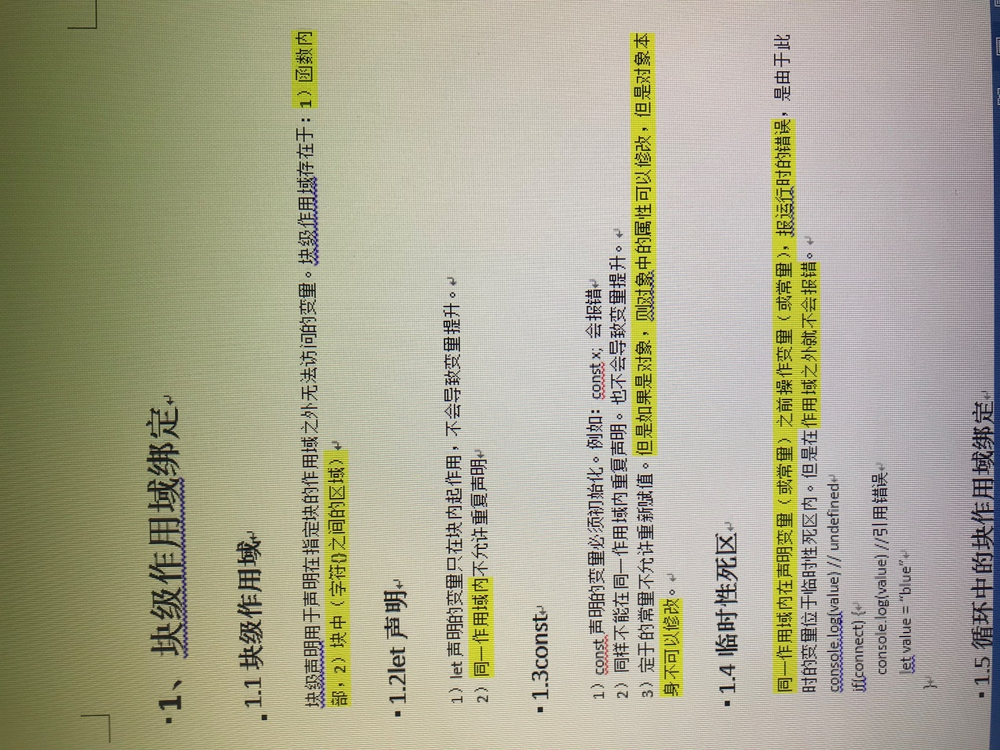 1、块级作用域绑定
1.1 块级作用域
块级声明用于声明在指定块的作用域之外无法访问的变量。块级作用域存在于：1）函数内
部，2）块中（字符{}之间的区域）
1.2let 声明
1）let 声明的变量只在块内起作用，不会导致变量提升。
2）同一作用域内不允许重复声明
1.3const
1）const 声明的变量必须初始化。例如：const x; 会报错
2）同样不能在同一作用域内重复声明。也不会导致变量提升。
3）定于的常量不允许重新赋值。但是如果是对象，则对象中的属性可以修改，但是对象本
身不可以修改。
1.4 临时性死区
同一作用域内在声明变量（或常量）之前操作变量（或常量），报运行时的错误，是由于此
时的变量位于临时性死区内。但是在作用域之外就不会报错。
console.log(value) // undefined
if(connect) {
console.log(value) //引用错误
let value = “blue”
}
1.5 循环中的块作用域绑定